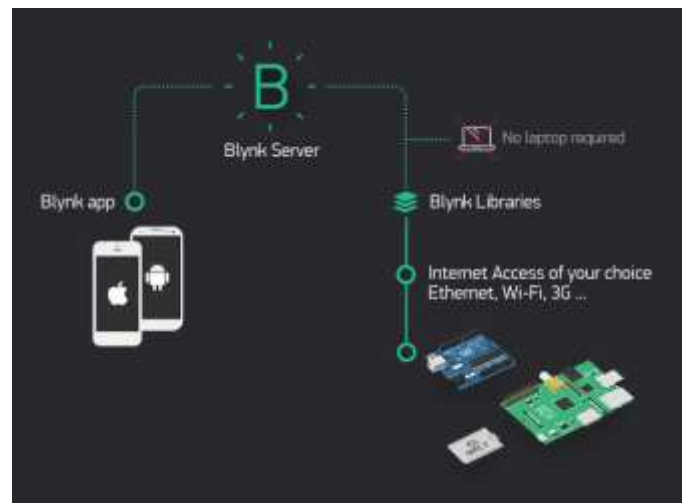 B
Blynk Server
No laptop required
Blynk app
Blynk Libraries
Internet Access of your choice
Ethernet, Wi-Fi, 3G ...